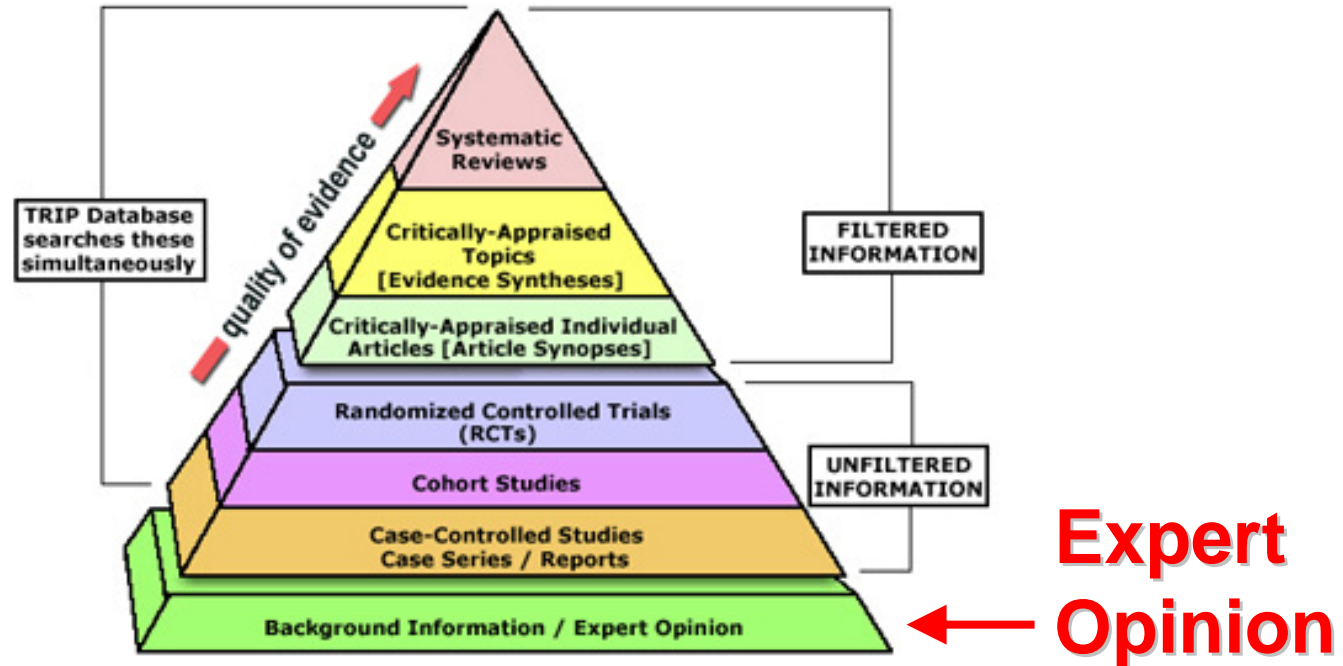 quality of evidence
Systematic
Reviews
TRIP Database
searches these
simultaneously
Critically-Appraised
Topics
[Evidence Syntheses]
FILTERED
INFORMATION
Critically-Appraised Individual
Articles [Article Synopses]
Randomized Controlled Trials
(RCTs)
Cohort Studies
UNFILTERED
INFORMATION
Case-Controlled Studies
Case Series / Reports
Background Information / Expert Opinion
Expert
Opinion